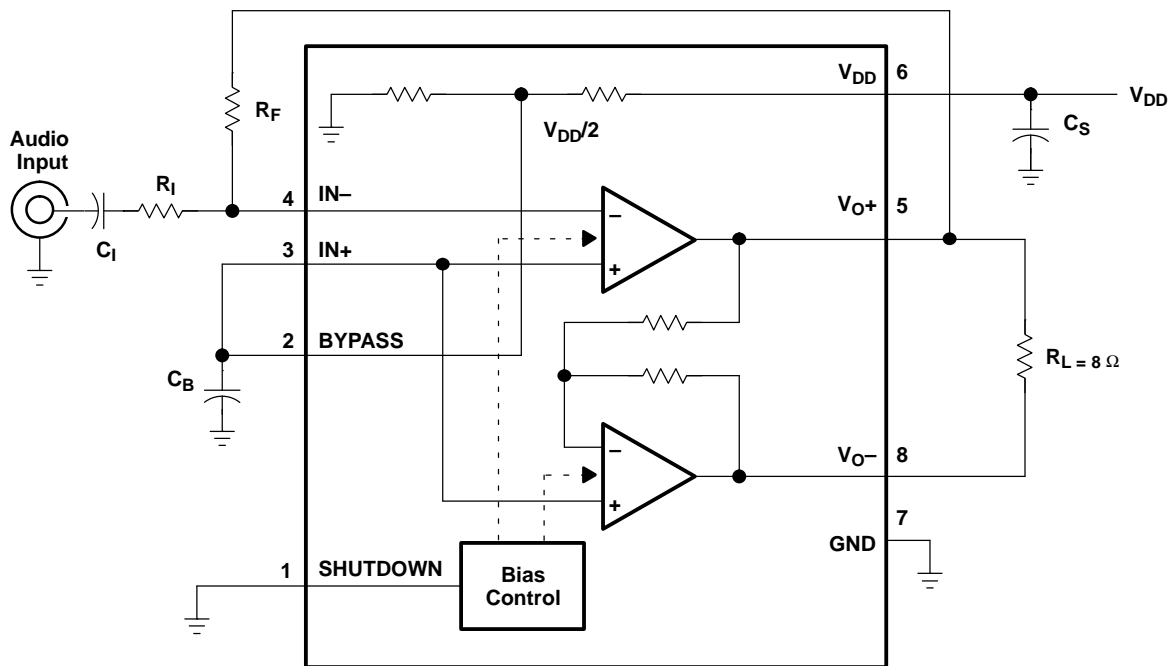 V_DD 6
V_DD
R_F
V_DD/2
C_S
Audio
Input
R_I
4 IN–
V_O+ 5
C_I
3 IN+
–
+
2 BYPASS
C_B
R_L = 8 Ω
–
+
V_O– 8
7
GND
1 SHUTDOWN
Bias
Control